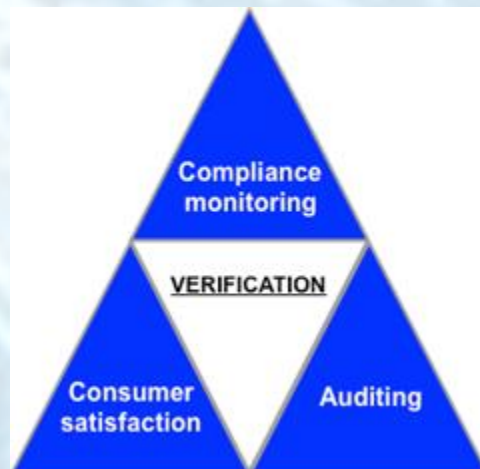 Compliance
monitoring
VERIFICATION
Consumer
satisfaction
Auditing